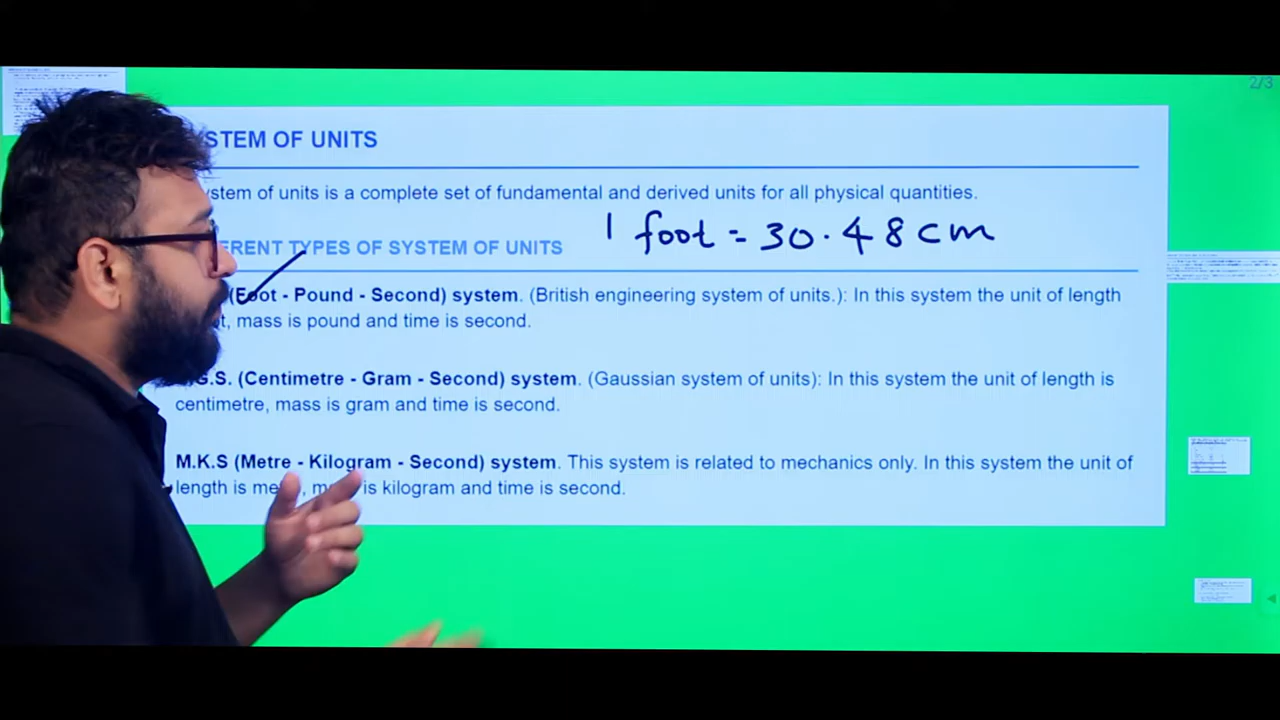 2/3
STEM OF UNITS
ystem of units is a complete set of fundamental and derived units for all physical quantities.
1 foot = 30.48 cm
ERENT TYPES OF SYSTEM OF UNITS
(Foot - Pound - Second) system. (British engineering system of units.): In this system the unit of length
t, mass is pound and time is second.
.G.S. (Centimetre - Gram - Second) system. (Gaussian system of units): In this system the unit of length is
centimetre, mass is gram and time is second.
M.K.S (Metre - Kilogram - Second) system. This system is related to mechanics only. In this system the unit of
length is me is kilogram and time is second.